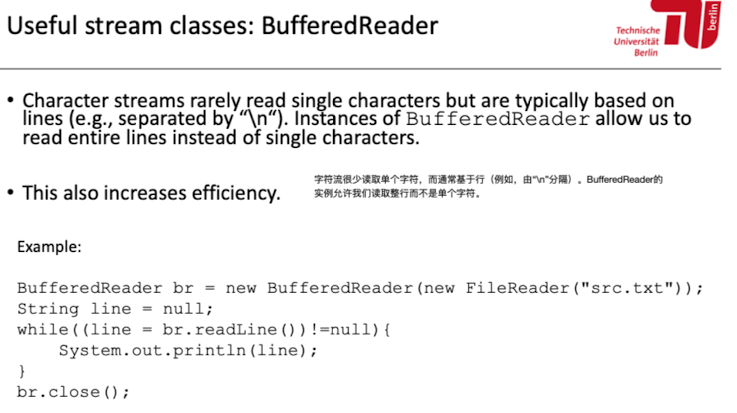 Useful stream classes: BufferedReader
Technische
Universität
Berlin
berlin
• Character streams rarely read single characters but are typically based on
lines (e.g., separated by “\n“). Instances of BufferedReader allow us to
read entire lines instead of single characters.
• This also increases efficiency.
字符流很少读取单个字符，而通常基于行（例如，由“\n”分隔）。BufferedReader的
实例允许我们读取整行而不是单个字符。
Example:
BufferedReader br = new BufferedReader(new FileReader("src.txt"));
String line = null;
while((line = br.readLine())!=null){
    System.out.println(line);
}
br.close();